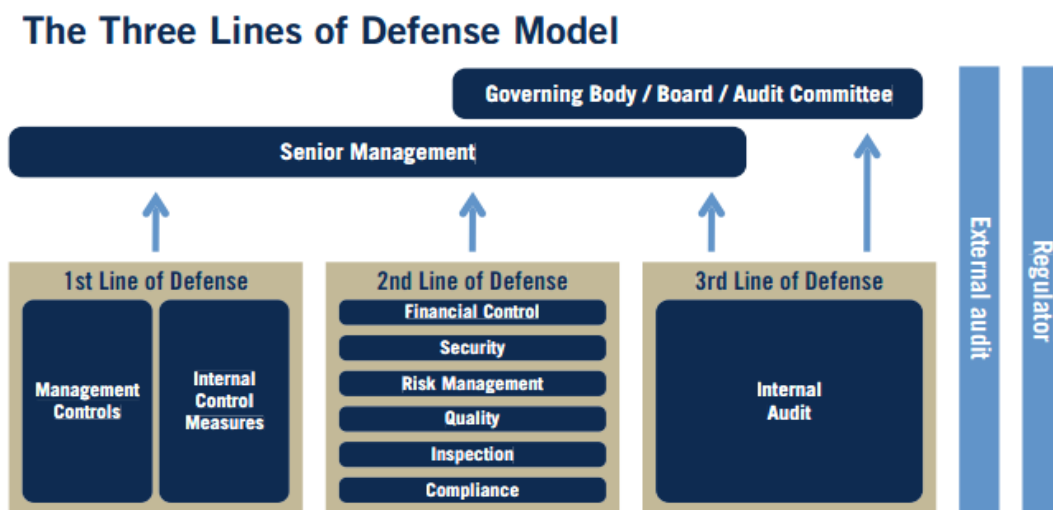 The Three Lines of Defense Model
Governing Body / Board / Audit Committee
Senior Management
1st Line of Defense
Management
Controls
Internal
Control
Measures
2nd Line of Defense
Financial Control
Security
Risk Management
Quality
Inspection
Compliance
3rd Line of Defense
Internal
Audit
External audit
Regulator